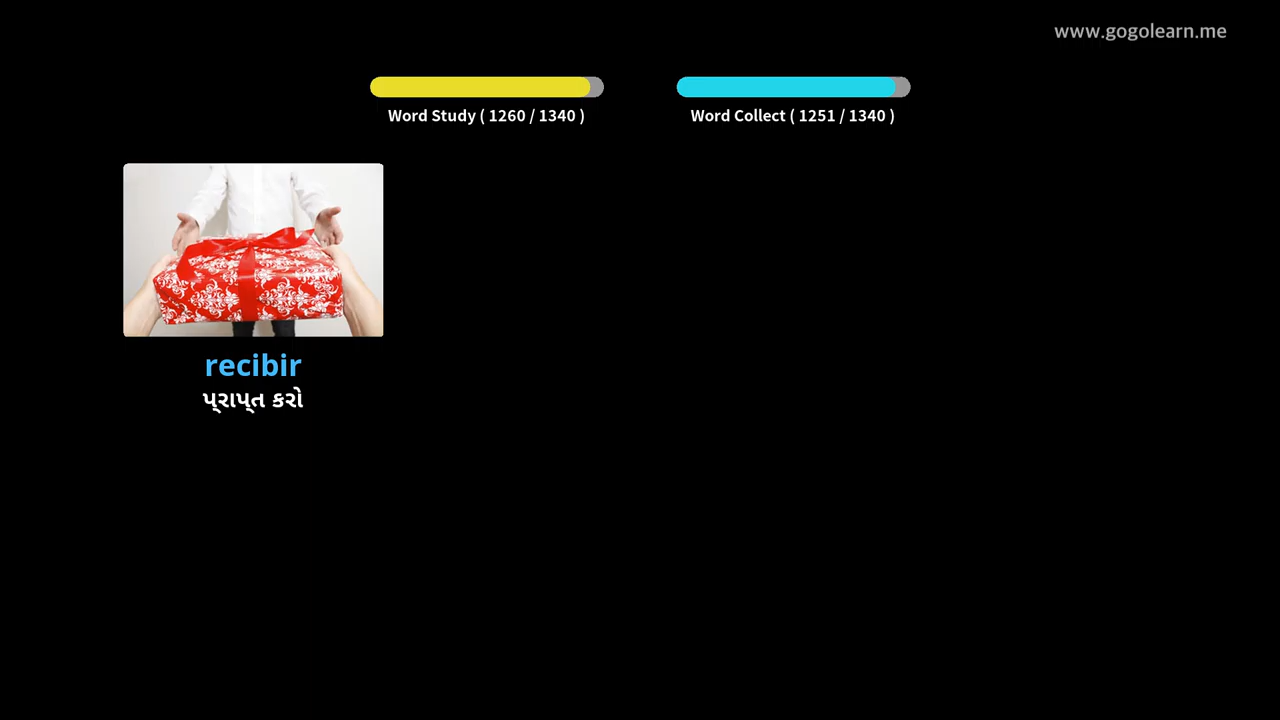 www.gogolearn.me
Word Study ( 1260 / 1340 )
Word Collect ( 1251 / 1340 )
recibir
પ્રાપ્ત કરો